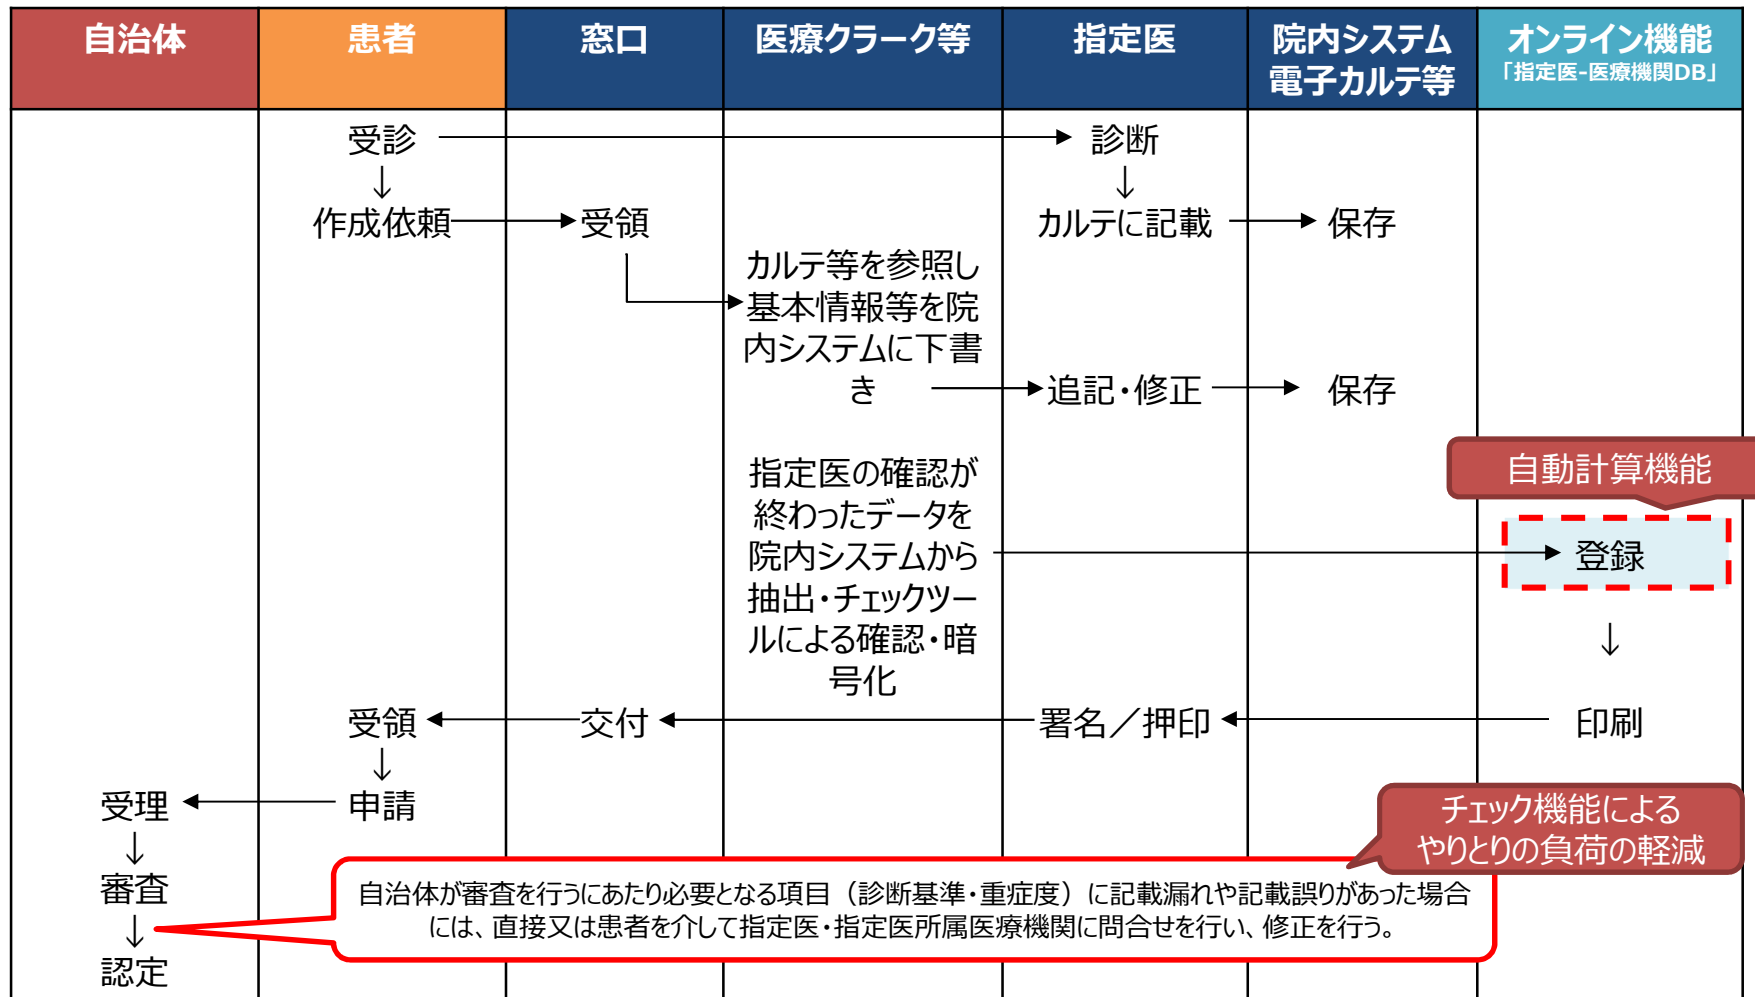 自治体
患者
窓口
医療クラーク等
指定医
院内システム
電子カルテ等
オンライン機能
「指定医-医療機関DB」
受診
診断
↓
↓
作成依頼
受領
カルテに記載
保存
カルテ等を参照し
基本情報等を院
内システムに下書
き
追記・修正
保存
自動計算機能
指定医の確認が
終わったデータを
院内システムから
抽出・チェックツー
ルによる確認・暗
号化
登録
↓
受領
交付
署名／押印
印刷
↓
受理
申請
チェック機能による
やりとりの負荷の軽減
↓
審査
自治体が審査を行うにあたり必要となる項目（診断基準・重症度）に記載漏れや記載誤りがあった場合
には、直接又は患者を介して指定医・指定医所属医療機関に問合せを行い、修正を行う。
↓
認定